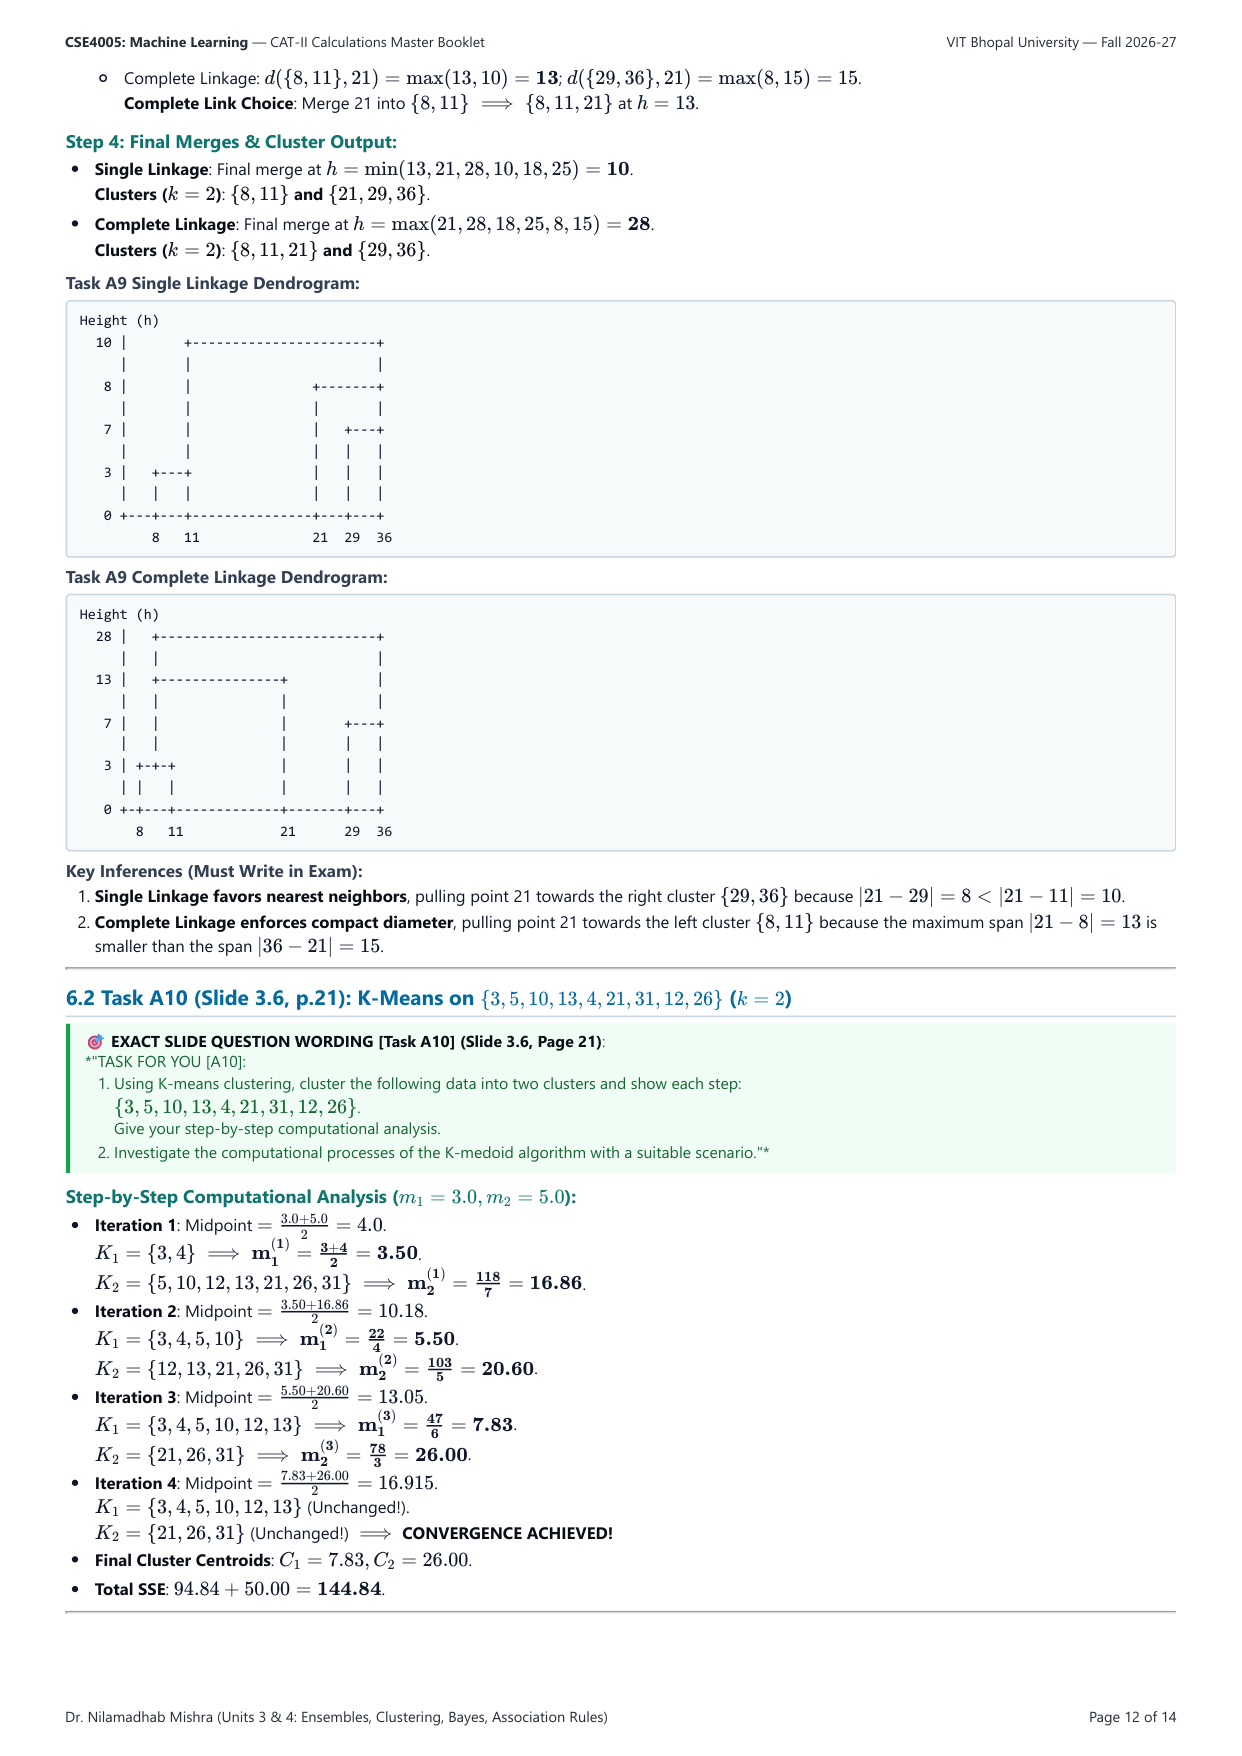 CSE4005: Machine Learning — CAT-II Calculations Master Booklet
VIT Bhopal University — Fall 2026-27
Complete Linkage: d({8, 11}, 21) = max(13, 10) = 13; d({29, 36}, 21) = max(8, 15) = 15.
Complete Link Choice: Merge 21 into {8, 11} ⟹ {8, 11, 21} at h = 13.
Step 4: Final Merges & Cluster Output:
• Single Linkage: Final merge at h = min(13, 21, 28, 10, 18, 25) = 10.
Clusters (k = 2): {8, 11} and {21, 29, 36}.
• Complete Linkage: Final merge at h = max(21, 28, 18, 25, 8, 15) = 28.
Clusters (k = 2): {8, 11, 21} and {29, 36}.
Task A9 Single Linkage Dendrogram:
Height (h)
  10 |       +-----------------------+
     |       |                       |
   8 |       |               +-------+
     |       |               |       |
   7 |       |               |   +---+
     |       |               |   |   |
   3 |   +---+               |   |   |
     |   |   |               |   |   |
   0 +---+---+---------------+---+---+
         8   11              21  29  36
Task A9 Complete Linkage Dendrogram:
Height (h)
  28 |   +---------------------------+
     |   |                           |
  13 |   +---------------+           |
     |   |               |           |
   7 |   |               |       +---+
     |   |               |       |   |
   3 | +-+-+             |       |   |
     | |   |             |       |   |
   0 +-+---+-------------+-------+---+
       8   11            21      29  36
Key Inferences (Must Write in Exam):
1. Single Linkage favors nearest neighbors, pulling point 21 towards the right cluster {29, 36} because |21 − 29| = 8 < |21 − 11| = 10.
2. Complete Linkage enforces compact diameter, pulling point 21 towards the left cluster {8, 11} because the maximum span |21 − 8| = 13 is
smaller than the span |36 − 21| = 15.
6.2 Task A10 (Slide 3.6, p.21): K-Means on {3, 5, 10, 13, 4, 21, 31, 12, 26} (k = 2)
🎯 EXACT SLIDE QUESTION WORDING [Task A10] (Slide 3.6, Page 21):
*"TASK FOR YOU [A10]:
1. Using K-means clustering, cluster the following data into two clusters and show each step:
{3, 5, 10, 13, 4, 21, 31, 12, 26}.
Give your step-by-step computational analysis.
2. Investigate the computational processes of the K-medoid algorithm with a suitable scenario."*
Step-by-Step Computational Analysis (m₁ = 3.0, m₂ = 5.0):
• Iteration 1: Midpoint = (3.0+5.0)/2 = 4.0.
K₁ = {3, 4} ⟹ m₁^(1) = (3+4)/2 = 3.50.
K₂ = {5, 10, 12, 13, 21, 26, 31} ⟹ m₂^(1) = 118/7 = 16.86.
• Iteration 2: Midpoint = (3.50+16.86)/2 = 10.18.
K₁ = {3, 4, 5, 10} ⟹ m₁^(2) = 22/4 = 5.50.
K₂ = {12, 13, 21, 26, 31} ⟹ m₂^(2) = 103/5 = 20.60.
• Iteration 3: Midpoint = (5.50+20.60)/2 = 13.05.
K₁ = {3, 4, 5, 10, 12, 13} ⟹ m₁^(3) = 47/6 = 7.83.
K₂ = {21, 26, 31} ⟹ m₂^(3) = 78/3 = 26.00.
• Iteration 4: Midpoint = (7.83+26.00)/2 = 16.915.
K₁ = {3, 4, 5, 10, 12, 13} (Unchanged!).
K₂ = {21, 26, 31} (Unchanged!) ⟹ CONVERGENCE ACHIEVED!
• Final Cluster Centroids: C₁ = 7.83, C₂ = 26.00.
• Total SSE: 94.84 + 50.00 = 144.84.
Dr. Nilamadhab Mishra (Units 3 & 4: Ensembles, Clustering, Bayes, Association Rules)
Page 12 of 14